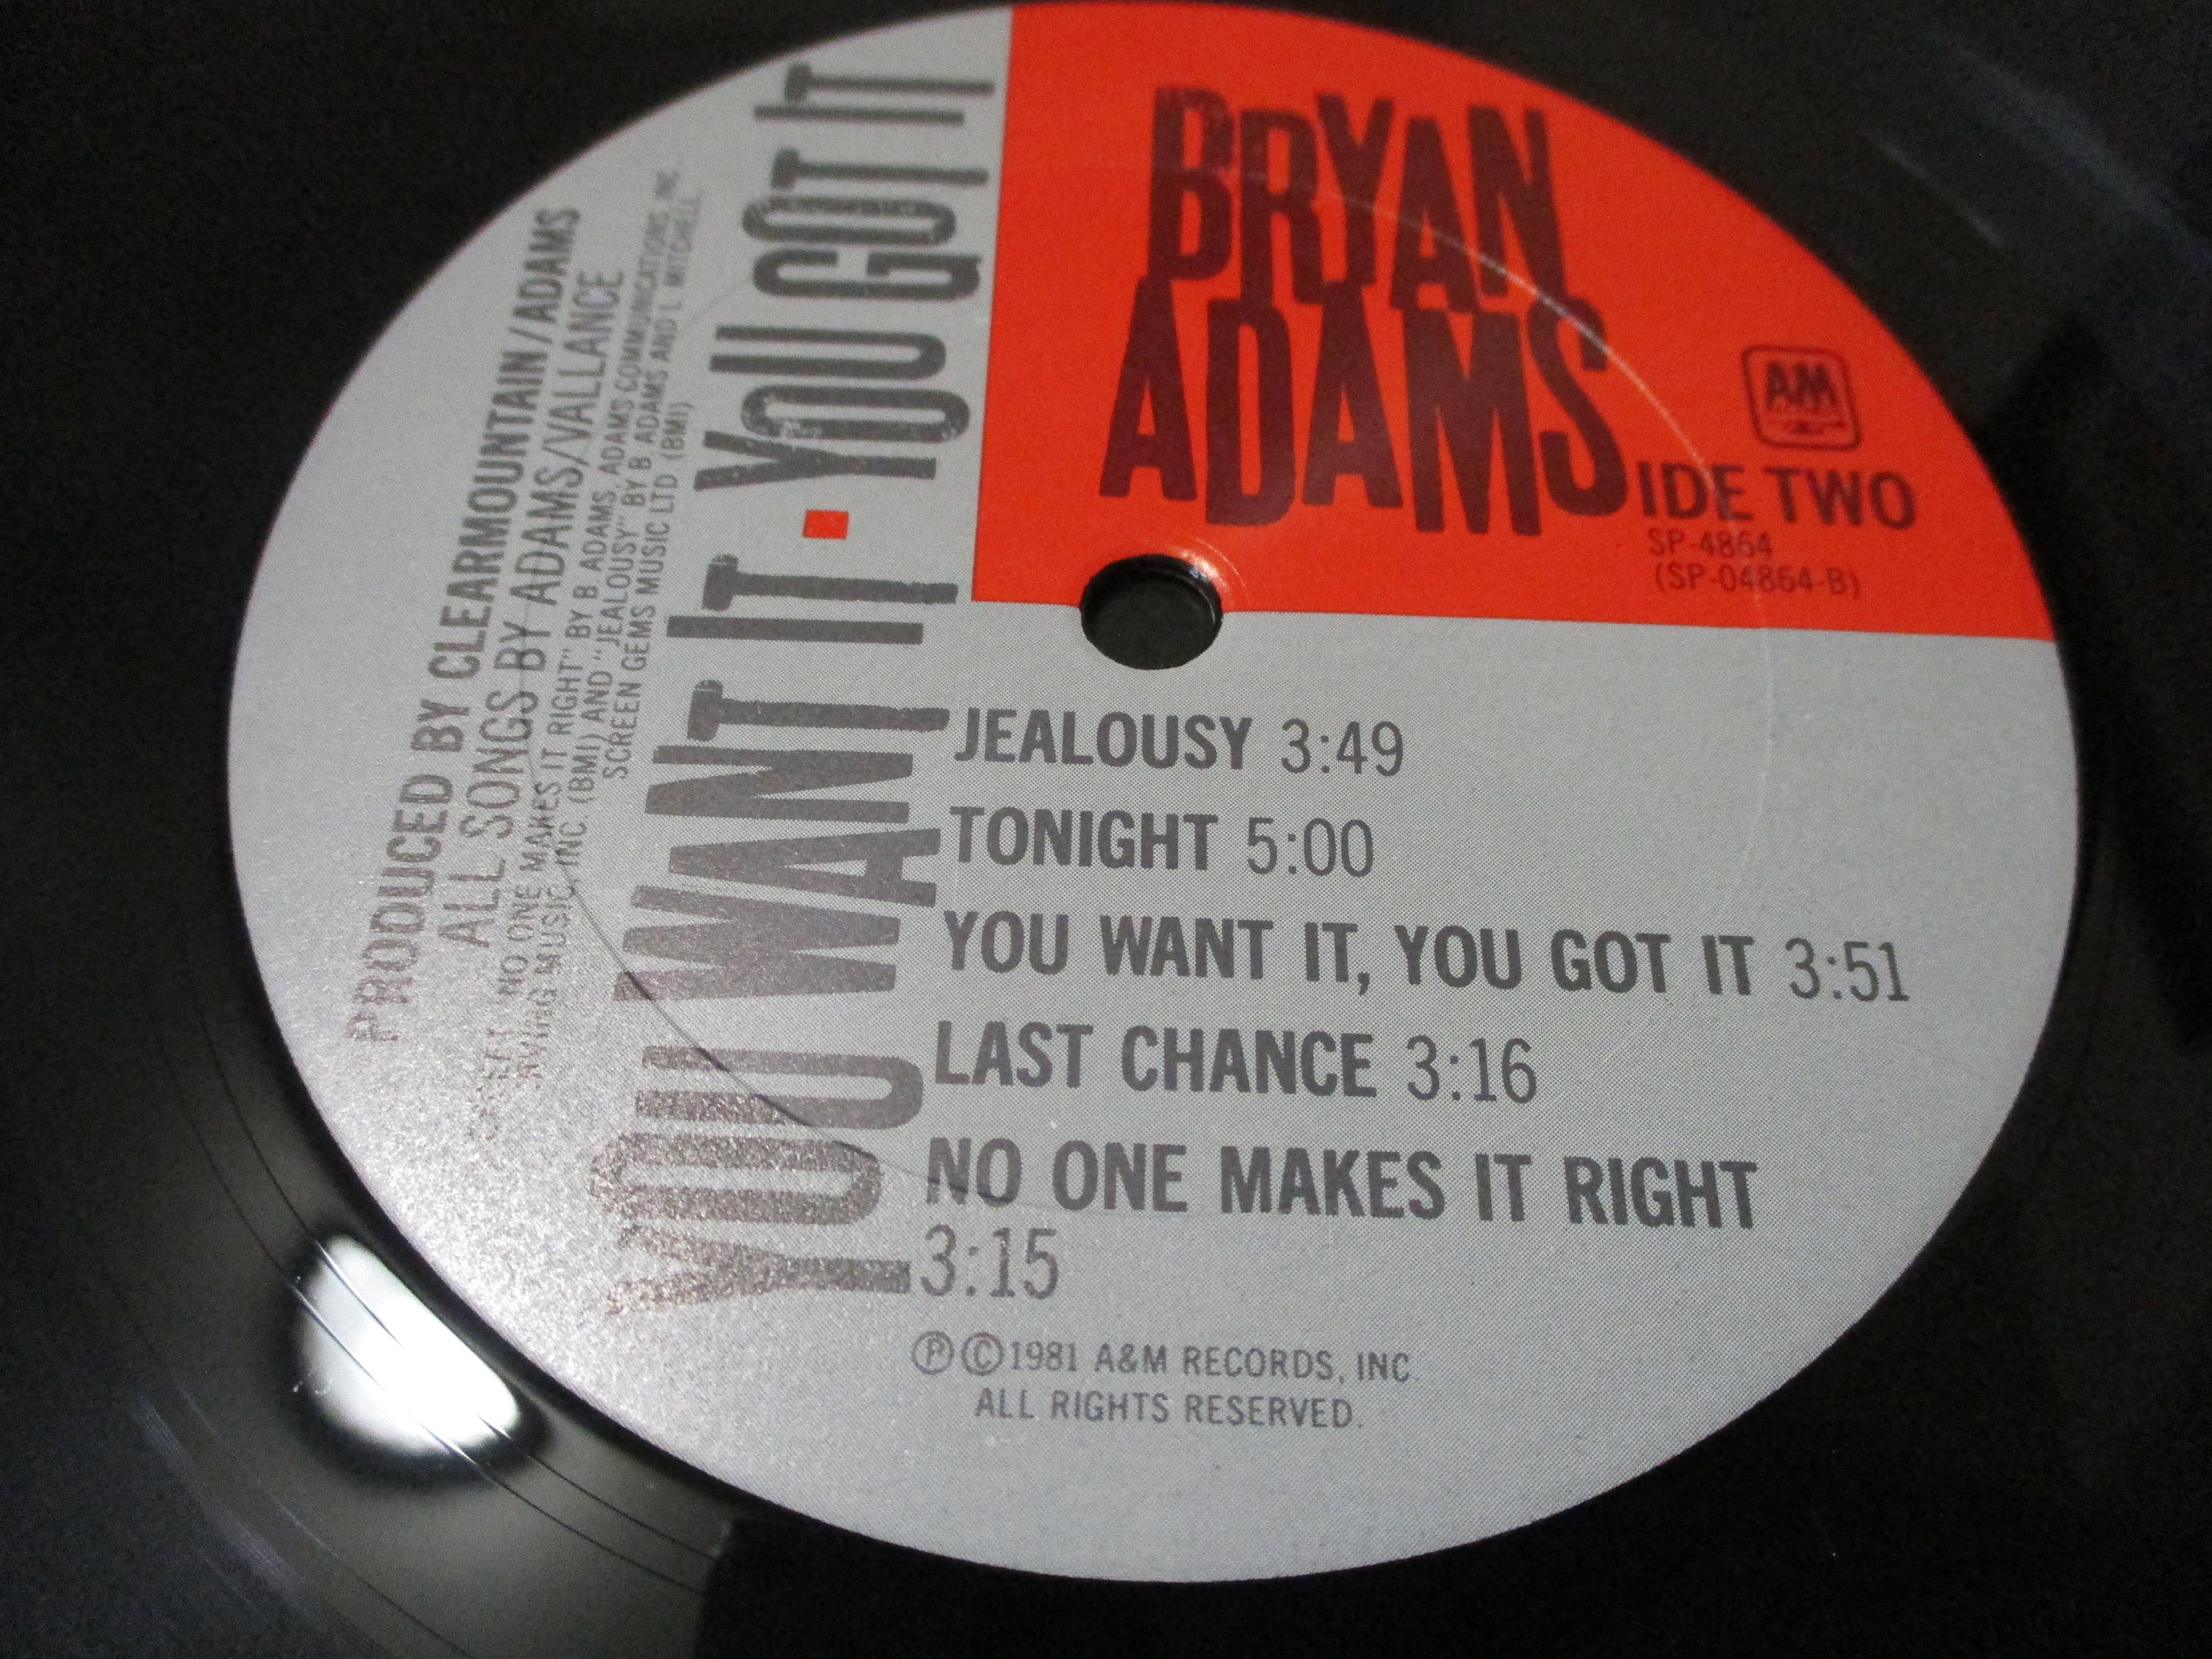 BRYAN
ADAMS
IDE TWO
A&M
SP-4864
(SP-04864-B)
YOU WANT IT · YOU GOT IT
PRODUCED BY CLEARMOUNTAIN/ADAMS
ALL SONGS BY ADAMS/VALLANCE
EXCEPT "NO ONE MAKES IT RIGHT" BY B. ADAMS, ADAMS COMMUNICATIONS, INC.
IRVING MUSIC, INC. (BMI) AND "JEALOUSY" BY B. ADAMS AND L. MITCHELL
SCREEN GEMS MUSIC LTD. (BMI)
JEALOUSY 3:49
TONIGHT 5:00
YOU WANT IT, YOU GOT IT 3:51
LAST CHANCE 3:16
NO ONE MAKES IT RIGHT
3:15
Ⓟ©1981 A&M RECORDS, INC.
ALL RIGHTS RESERVED.